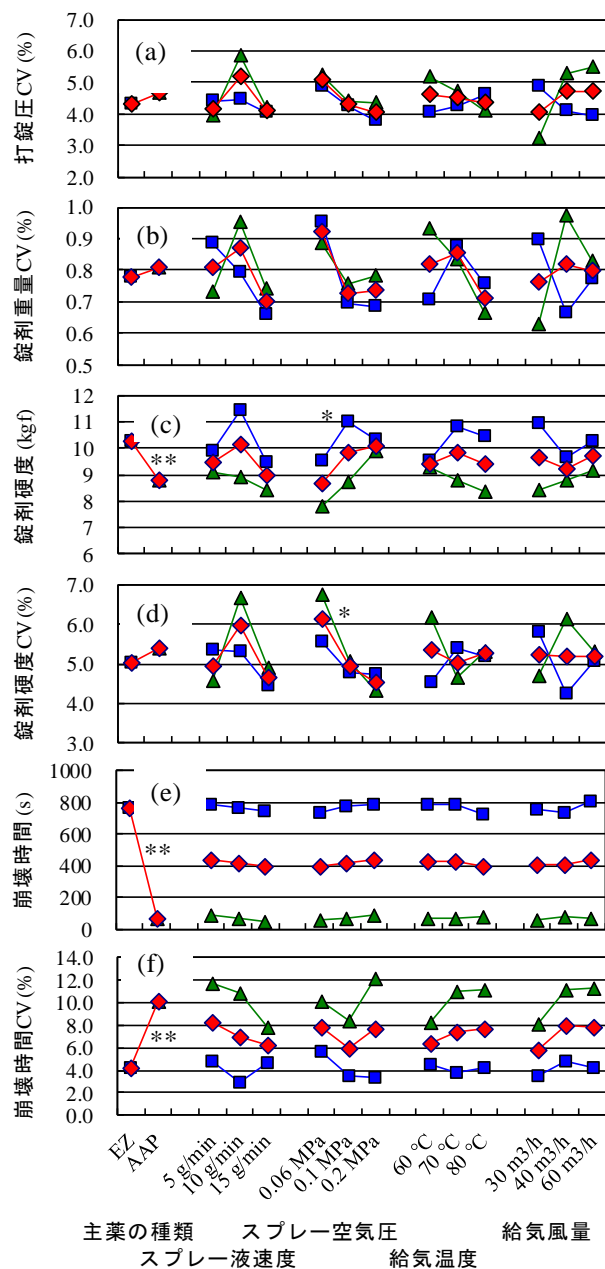 打錠圧CV(%)
7.0
6.0
5.0
4.0
3.0
2.0
(a)
錠剤重量CV(%)
1.0
0.9
0.8
0.7
0.6
0.5
(b)
錠剤硬度(kgf)
12
11
10
9
8
7
6
(c)
**
*
錠剤硬度CV(%)
7.0
6.0
5.0
4.0
3.0
(d)
*
崩壊時間(s)
1000
800
600
400
200
0
(e)
**
崩壊時間CV(%)
14.0
12.0
10.0
8.0
6.0
4.0
2.0
0.0
(f)
**
EZ
AAP
5 g/min
10 g/min
15 g/min
0.06 MPa
0.1 MPa
0.2 MPa
60 °C
70 °C
80 °C
30 m3/h
40 m3/h
60 m3/h
主薬の種類 スプレー空気圧 給気風量
スプレー液速度 給気温度